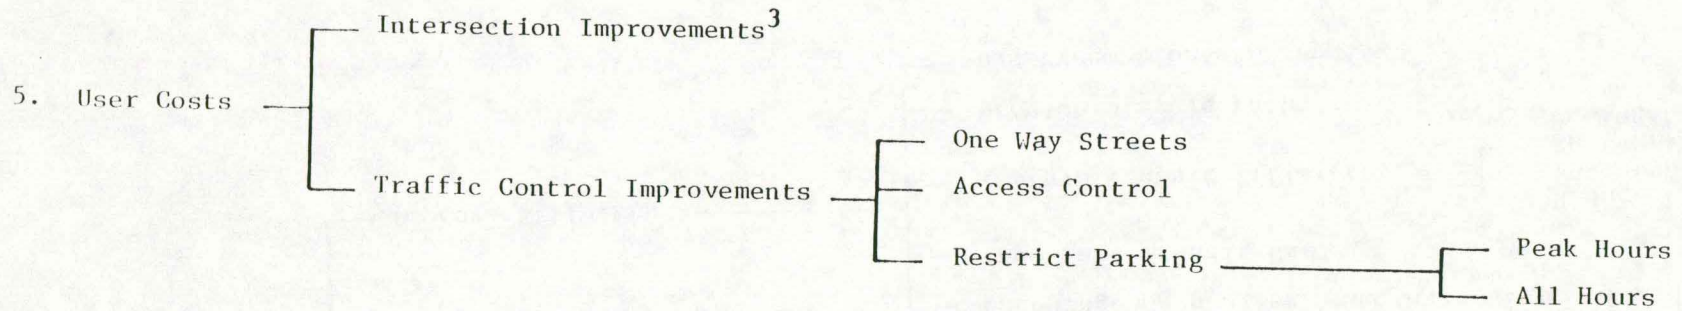 Intersection Improvements3
5. User Costs
One Way Streets
Traffic Control Improvements
Access Control
Restrict Parking
Peak Hours
All Hours